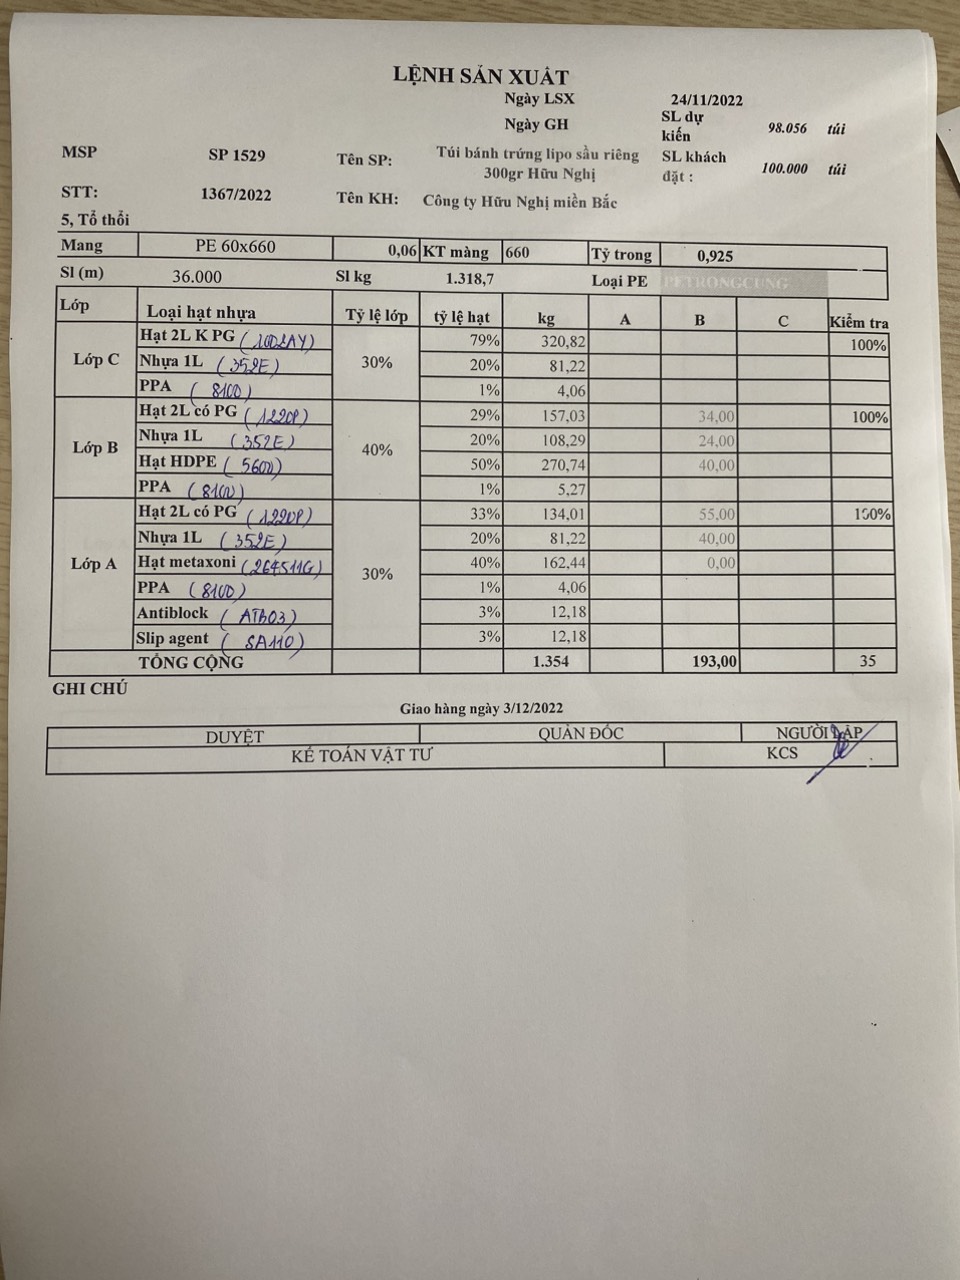 LỆNH SẢN XUẤT
Ngày LSX 24/11/2022
Ngày GH SL dự kiến 98.056 túi
MSP SP 1529 Tên SP: Túi bánh trứng lipo sầu riêng 300gr Hữu Nghị SL khách đặt : 100.000 túi
STT: 1367/2022 Tên KH: Công ty Hữu Nghị miền Bắc
5, Tổ thổi
Mang PE 60x660 0,06 KT màng 660 Tỷ trong 0,925
Sl (m) 36.000 Sl kg 1.318,7 Loại PE PETRONGCUNG
Lớp Loại hạt nhựa Tỷ lệ lớp tỷ lệ hạt kg A B C Kiểm tra
Lớp C 30% 100%
Hạt 2L K PG 79% 320,82
Nhựa 1L (352E) 20% 81,22
PPA (8100) 1% 4,06
Lớp B 40% 100%
Hạt 2L có PG (1220P) 29% 157,03 34,00
Nhựa 1L (352E) 20% 108,29 24,00
Hạt HDPE (5600) 50% 270,74 40,00
PPA (8100) 1% 5,27
Lớp A 30% 100%
Hạt 2L có PG (1220P) 33% 134,01 55,00
Nhựa 1L (352E) 20% 81,22 40,00
Hạt metaxoni (264511G) 40% 162,44 0,00
PPA (8100) 1% 4,06
Antiblock (ATB03) 3% 12,18
Slip agent (SA110) 3% 12,18
TỔNG CỘNG 1.354 193,00 35
GHI CHÚ
Giao hàng ngày 3/12/2022
DUYỆT QUẢN ĐỐC NGƯỜI LẬP
KẾ TOÁN VẬT TƯ KCS